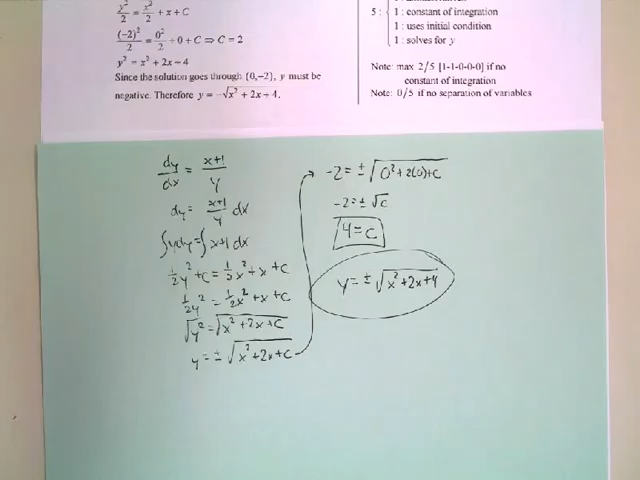 y²/2 = x²/2 + x + C
(-2)²/2 = 0²/2 + 0 + C ⇒ C = 2
y² = x² + 2x + 4
Since the solution goes through (0,-2), y must be
negative. Therefore y = -√(x² + 2x + 4).
1 : constant of integration
5 : 1 : uses initial condition
1 : solves for y
Note: max 2/5 [1-1-0-0-0] if no
constant of integration
Note: 0/5 if no separation of variables
dy/dx = x+1/y
dy = x+1/y dx
∫ydy = ∫x+1 dx
1/2y² + C = 1/2x² + x + C
1/2y² = 1/2x² + x + C
√y² = √x² + 2x + C
y = ± √x² + 2x + C
-2 = ± √0² + 2(0) + C
-2 = ± √C
4 = C
y = ± √x² + 2x + 4